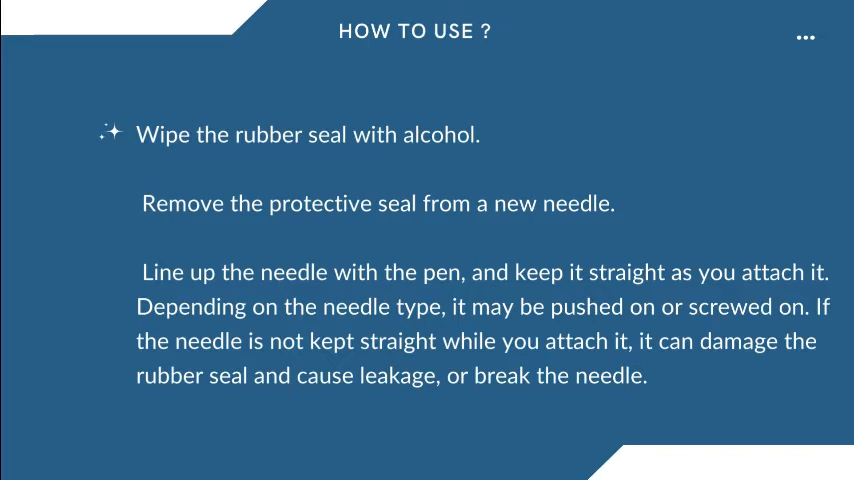 HOW TO USE ?
...
Wipe the rubber seal with alcohol.
Remove the protective seal from a new needle.
Line up the needle with the pen, and keep it straight as you attach it.
Depending on the needle type, it may be pushed on or screwed on. If
the needle is not kept straight while you attach it, it can damage the
rubber seal and cause leakage, or break the needle.